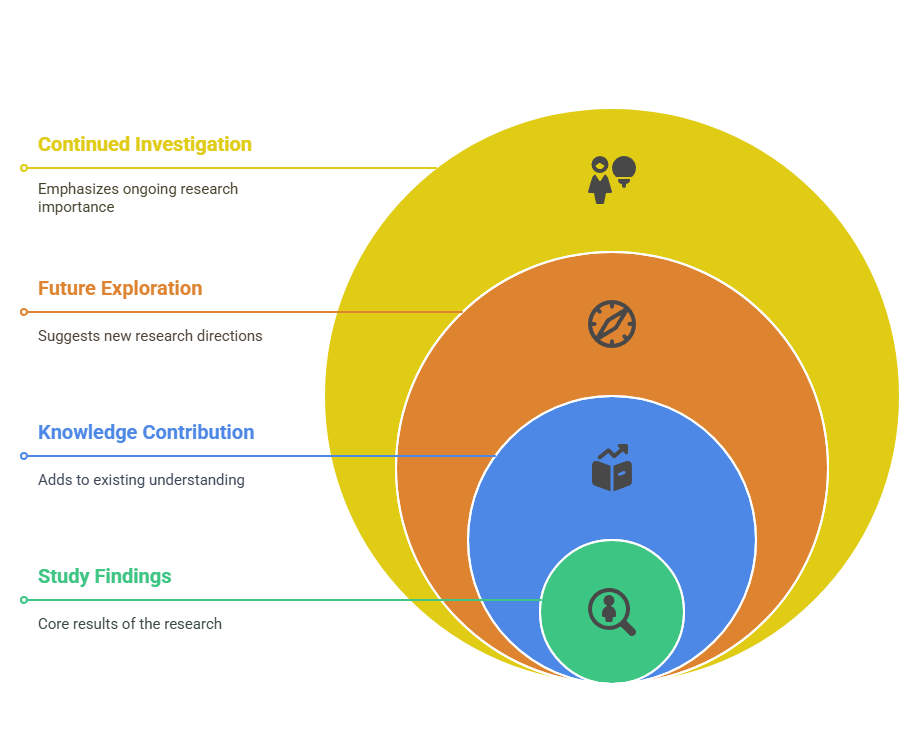 Continued Investigation
Emphasizes ongoing research
importance
Future Exploration
Suggests new research directions
Knowledge Contribution
Adds to existing understanding
Study Findings
Core results of the research